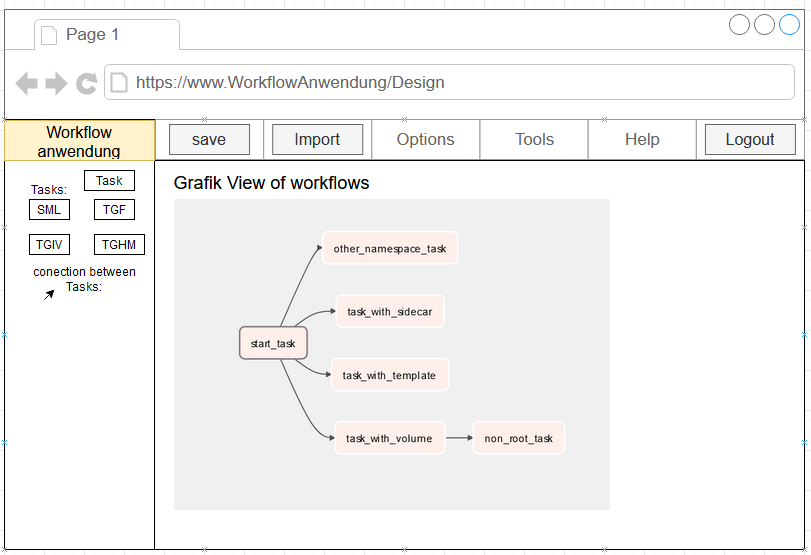 Page 1
https://www.WorkflowAnwendung/Design
Workflow
anwendung
save
Import
Options
Tools
Help
Logout
Task
Tasks:
SML
TGF
TGIV
TGHM
conection between
Tasks:
Grafik View of workflows
other_namespace_task
task_with_sidecar
start_task
task_with_template
task_with_volume
non_root_task